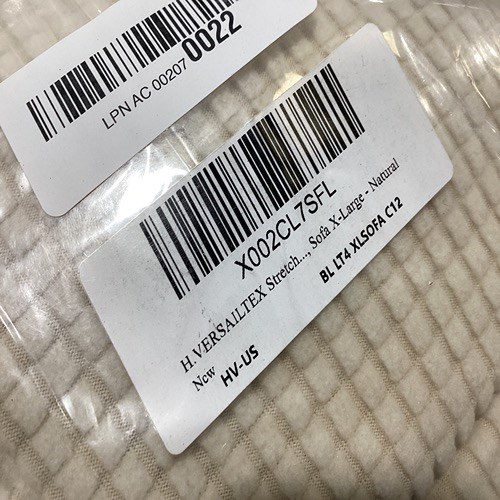 LPN AC 00207 0022
X002CL7SFL
H.VERSAILTEX Stretch..., Sofa X-Large - Natural
New
HV-US
BL LT4 XLSOFA C12